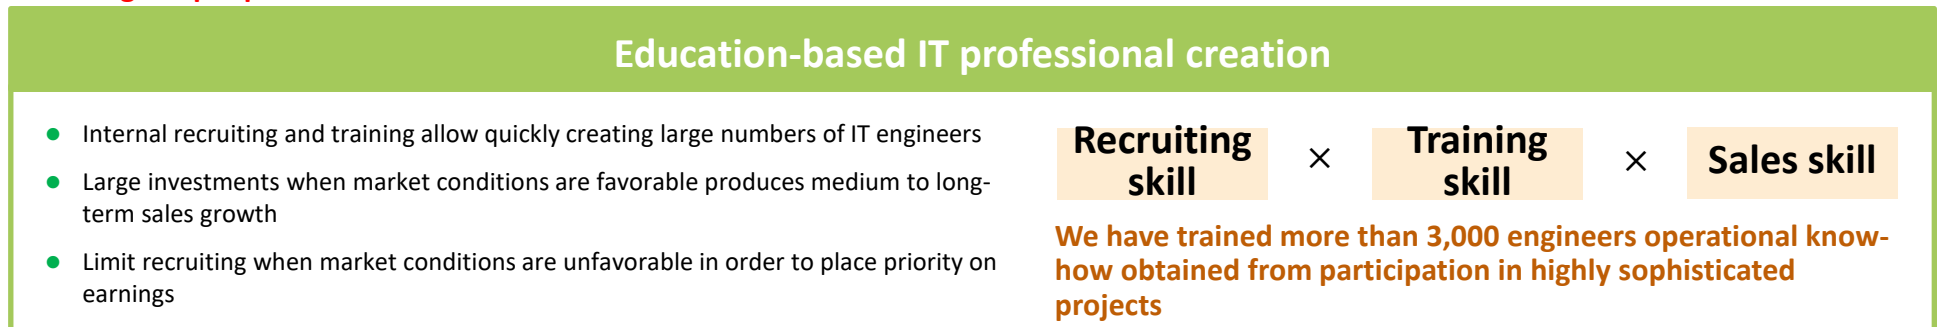 Education-based IT professional creation
● Internal recruiting and training allow quickly creating large numbers of IT engineers
● Large investments when market conditions are favorable produces medium to long-
term sales growth
● Limit recruiting when market conditions are unfavorable in order to place priority on
earnings
Recruiting
skill
×
Training
skill
×
Sales skill
We have trained more than 3,000 engineers operational know-
how obtained from participation in highly sophisticated
projects